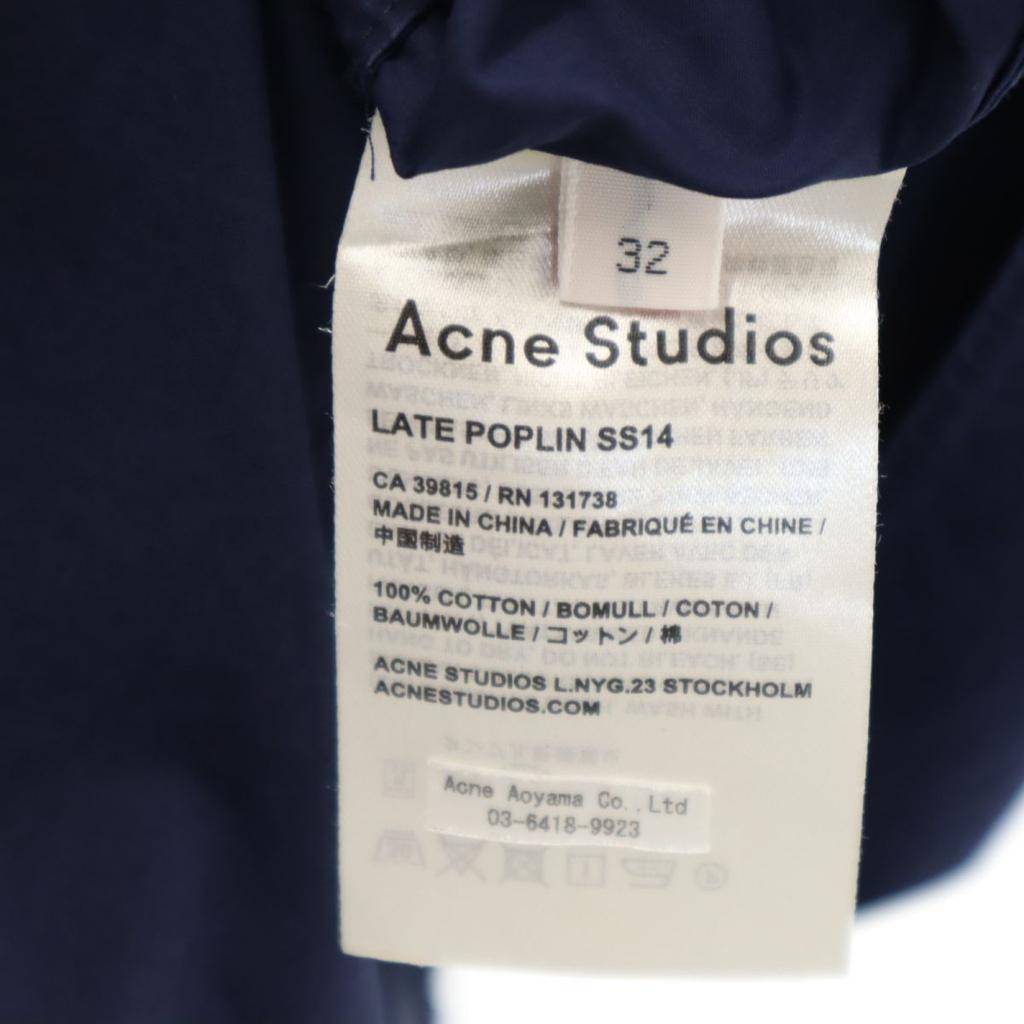 32
Acne Studios
LATE POPLIN SS14
CA 39815 / RN 131738
MADE IN CHINA / FABRIQUÉ EN CHINE /
中国制造
100% COTTON / BOMULL / COTON /
BAUMWOLLE / コットン / 棉
ACNE STUDIOS L.NYG.23 STOCKHOLM
ACNESTUDIOS.COM
Acne Aoyama Co.,Ltd
03-6418-9923